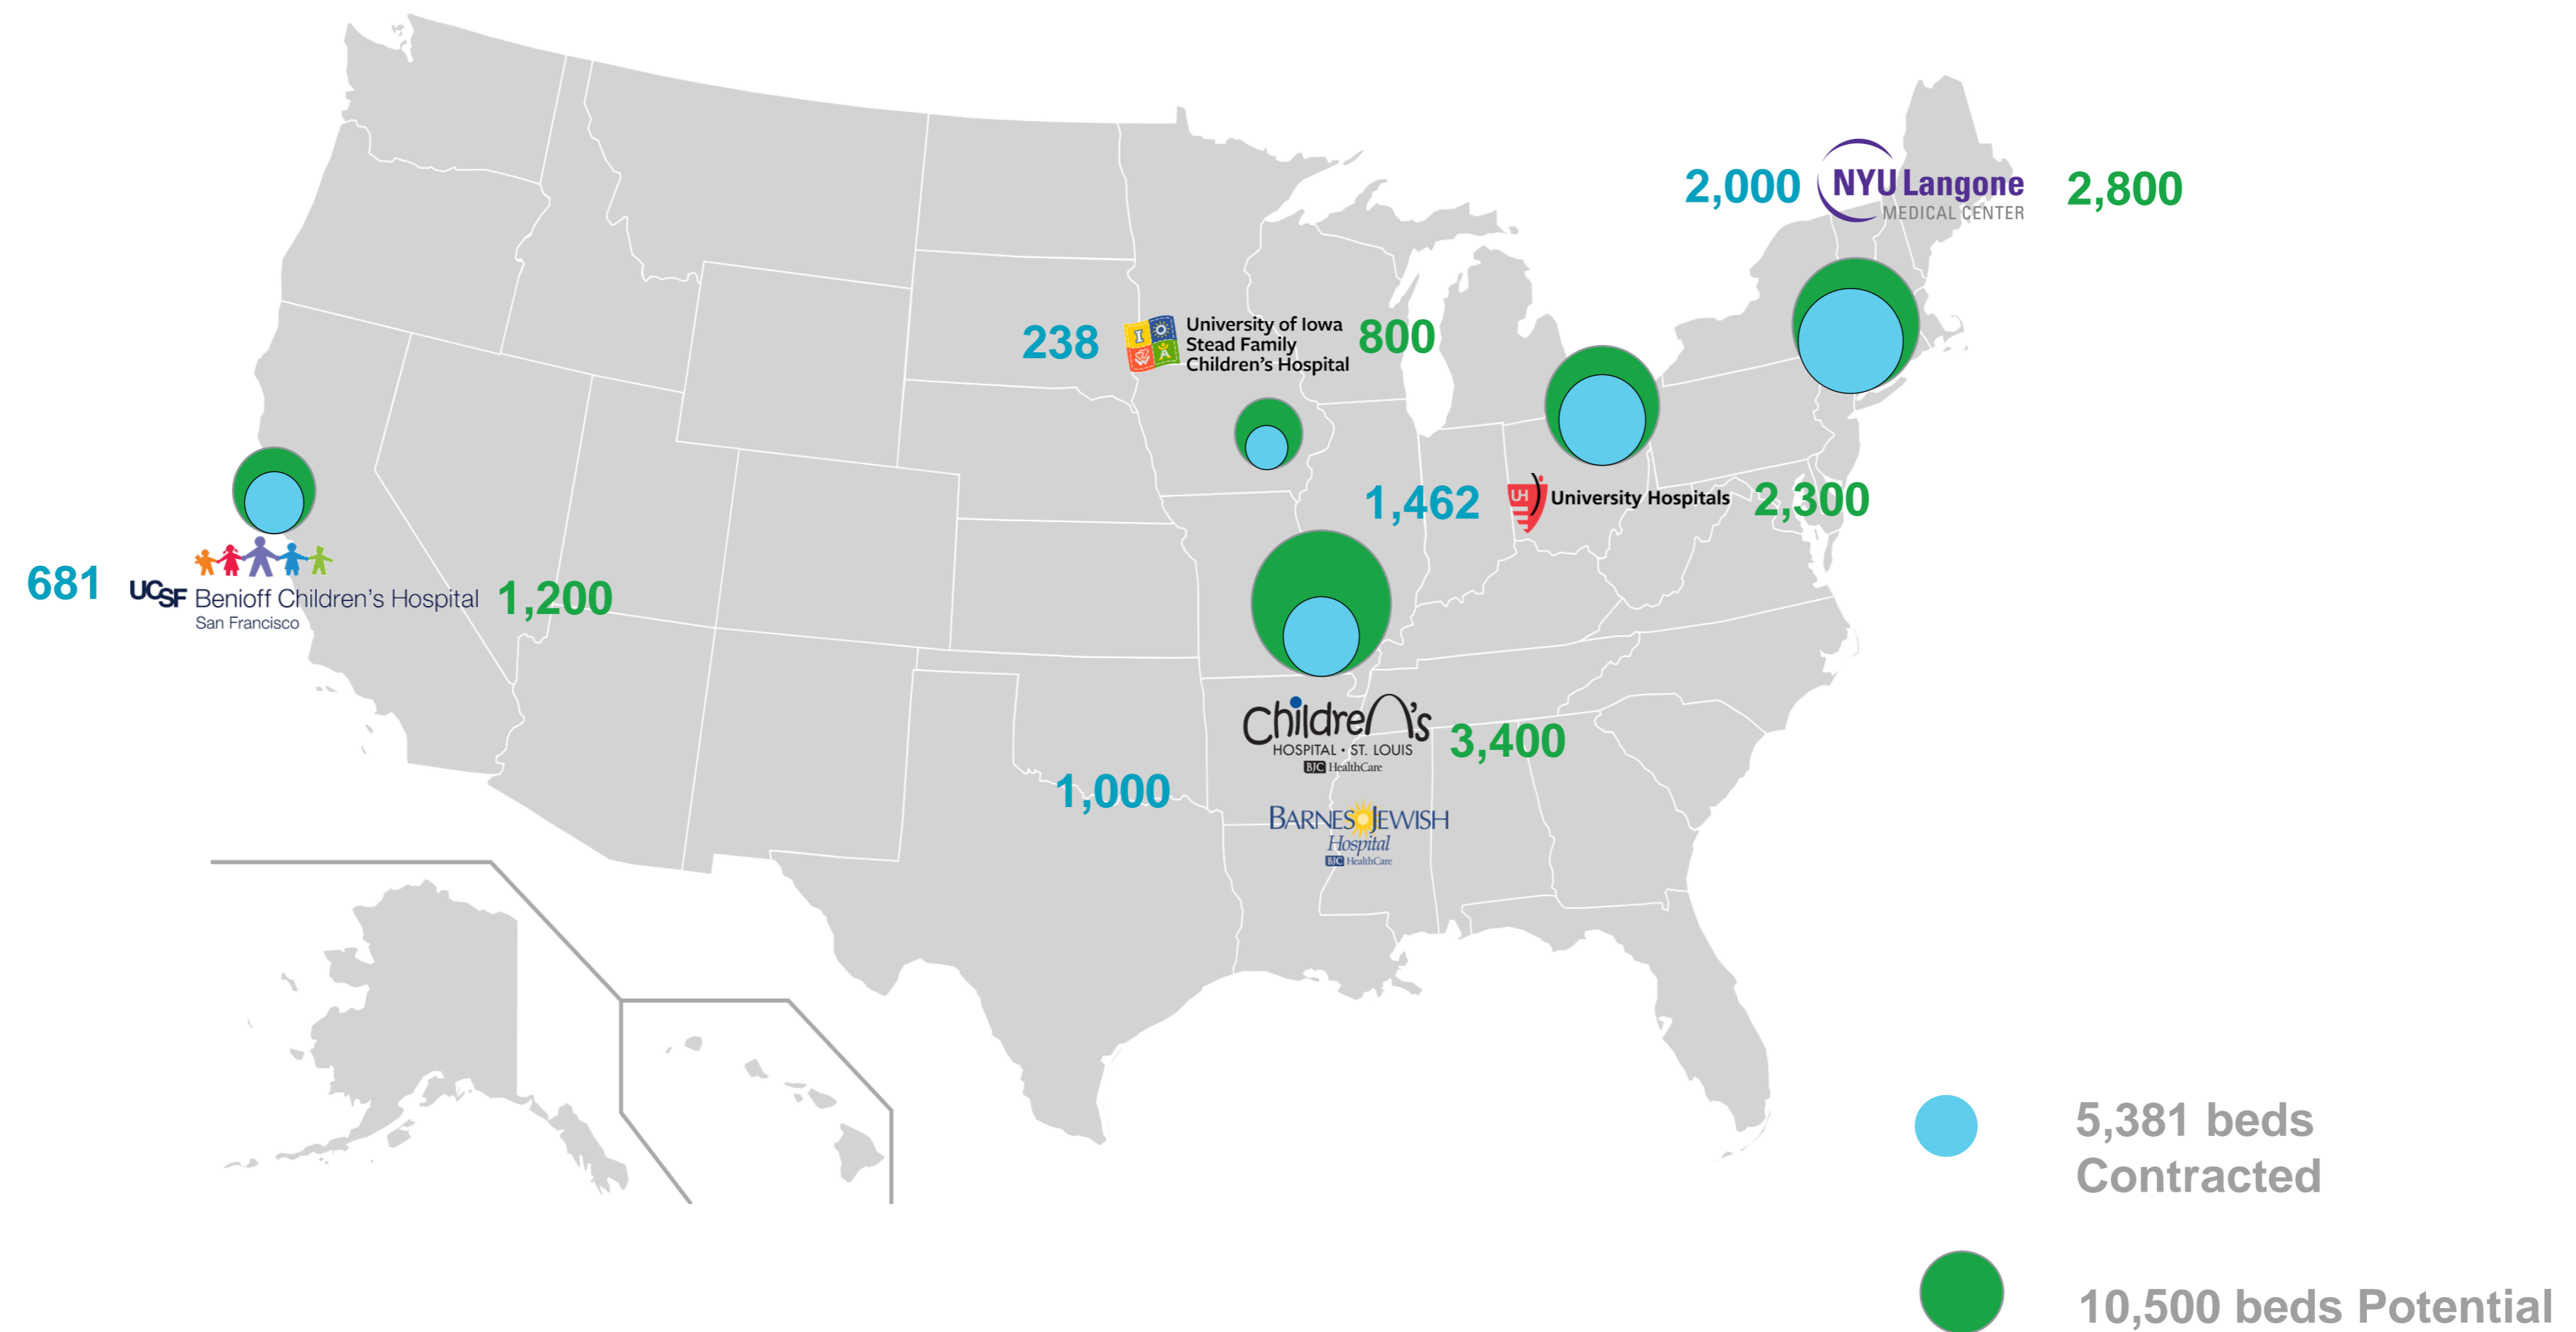 2,000
NYU Langone
MEDICAL CENTER
2,800
238
I O
W A
University of Iowa
Stead Family
Children's Hospital
800
1,462
UH
University Hospitals
2,300
681
UCSF Benioff Children's Hospital
San Francisco
1,200
Children's
HOSPITAL • ST. LOUIS
BJC HealthCare
3,400
1,000
BARNES JEWISH
Hospital
BJC HealthCare
5,381 beds
Contracted
10,500 beds Potential